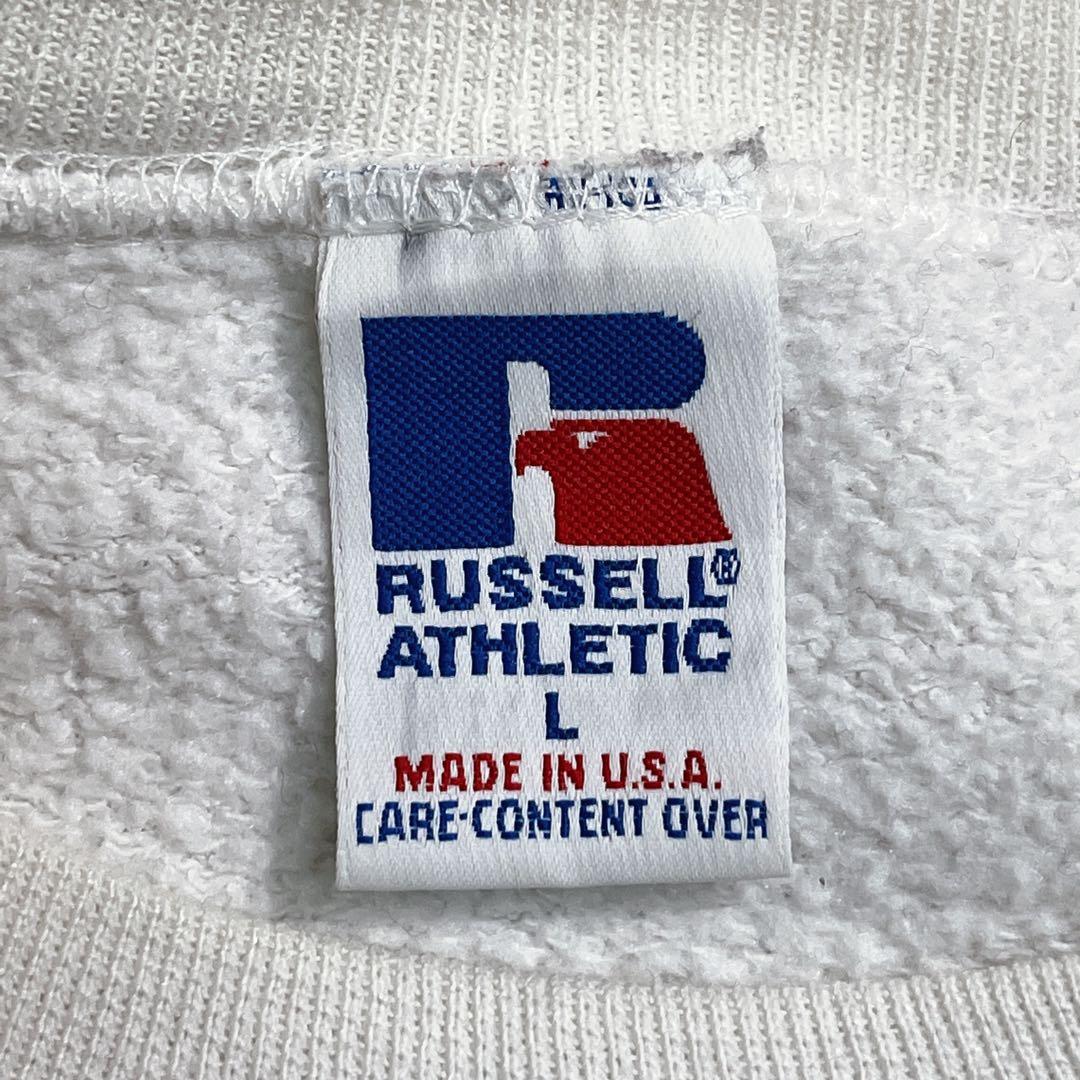 RUSSELL®
ATHLETIC
L
MADE IN U.S.A.
CARE-CONTENT OVER